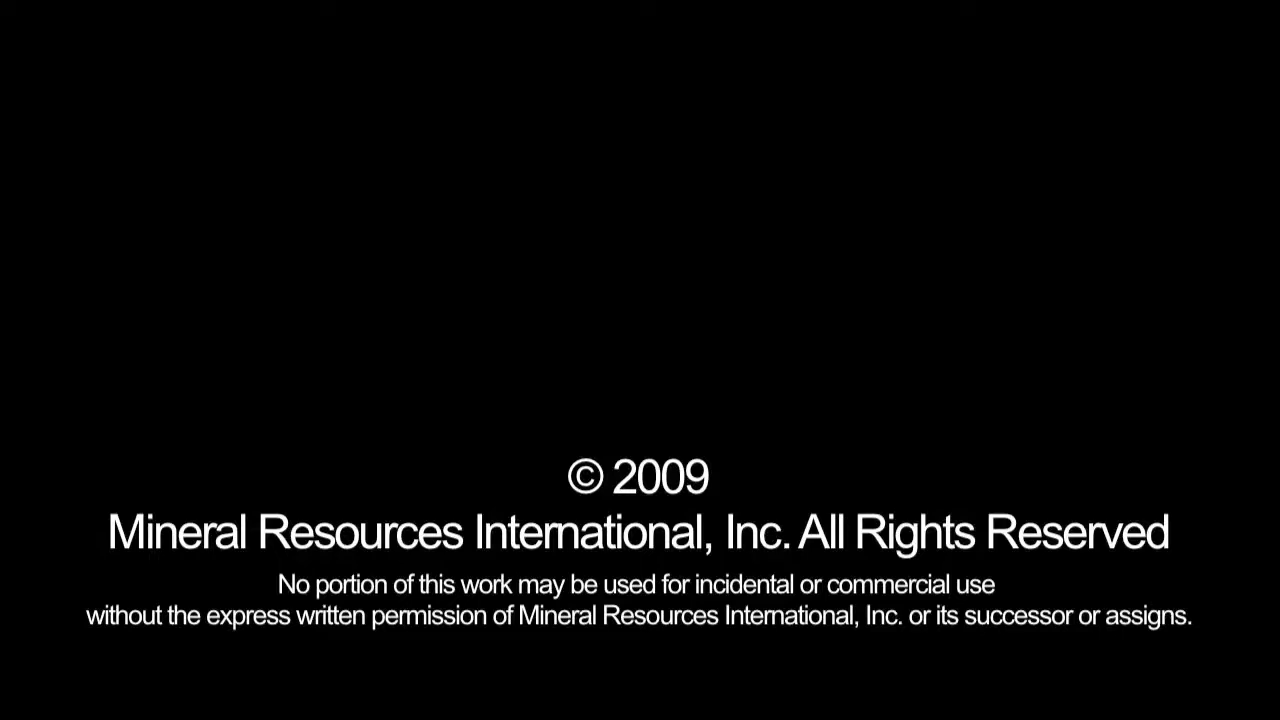 © 2009
Mineral Resources International, Inc. All Rights Reserved
No portion of this work may be used for incidental or commercial use
without the express written permission of Mineral Resources International, Inc. or its successor or assigns.